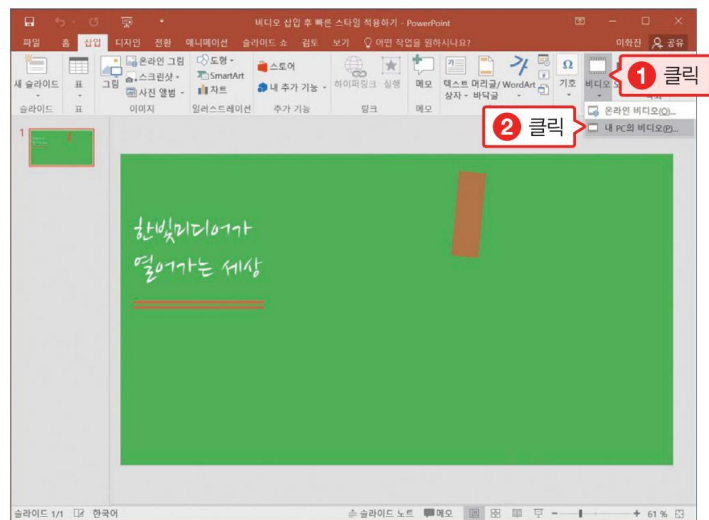 비디오 삽입 후 빠른 스타일 적용하기 - PowerPoint
파일 홈 삽입 디자인 전환 애니메이션 슬라이드 쇼 검토 보기 어떤 작업을 원하시나요? 이화진 공유
새 슬라이드
표
그림
온라인 그림
스크린샷
사진 앨범
도형
SmartArt
차트
스토어
내 추가 기능
하이퍼링크 실행
메모
텍스트 상자
머리글/바닥글
WordArt
Ω
기호
비디오
1 클릭
슬라이드 표 이미지 일러스트레이션 추가 기능 링크 메모
온라인 비디오(O)...
2 클릭
내 PC의 비디오(P)...
1
한빛미디어가
열어가는 세상
슬라이드 1/1 한국어 슬라이드 노트 메모 61 %